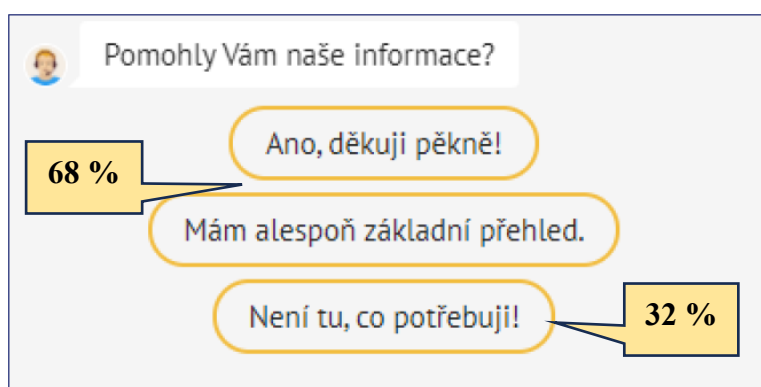 Pomohly Vám naše informace?
Ano, děkuji pěkně!
68 %
Mám alespoň základní přehled.
Není tu, co potřebuji!
32 %